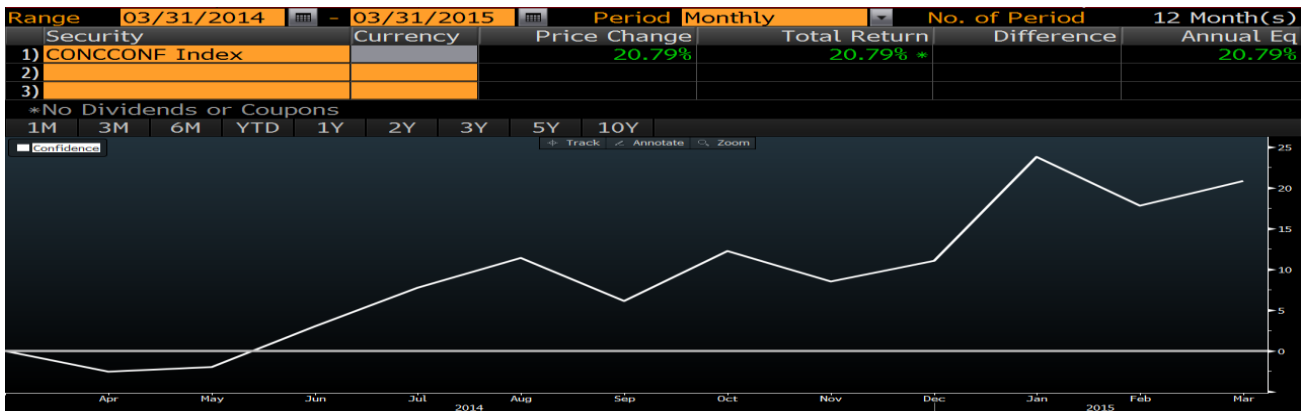 Range 03/31/2014 - 03/31/2015 Period Monthly No. of Period 12 Month(s)
Security Currency Price Change Total Return Difference Annual Eq
1) CONCCONF Index 20.79% 20.79% * 20.79%
2)
3)
*No Dividends or Coupons
1M 3M 6M YTD 1Y 2Y 3Y 5Y 10Y
Confidence Track Annotate Zoom
25
20
15
10
5
0
Apr May Jun Jul Aug Sep Oct Nov Dec Jan Feb Mar
2014 2015